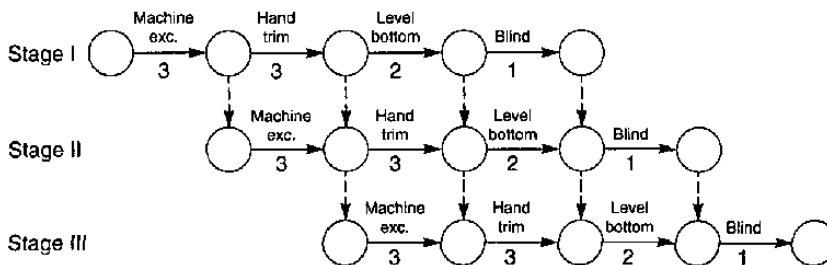 Machine Hand Level
exc. trim bottom Blind
Stage I
3 3 2 1
Machine Hand Level
exc. trim bottom Blind
Stage II
3 3 2 1
Machine Hand Level
exc. trim bottom Blind
Stage III
3 3 2 1